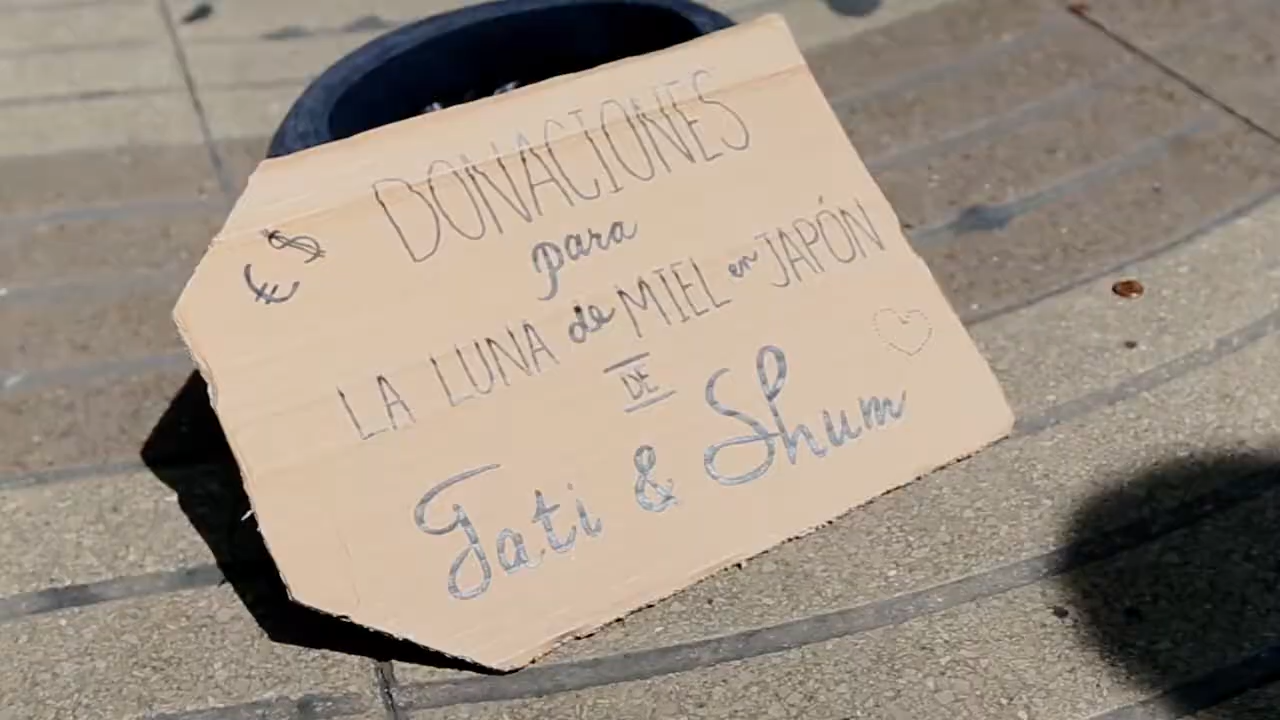 € $
DONACIONES
para
LA LUNA de MIEL en JAPÓN
DE
Tati & Shum